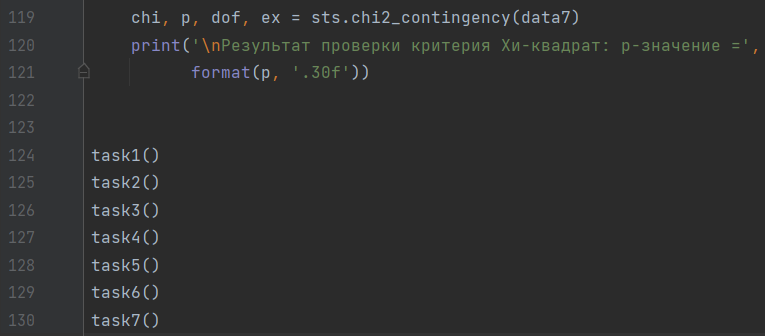 119 chi, p, dof, ex = sts.chi2_contingency(data7)
120 print('\nРезультат проверки критерия Хи-квадрат: p-значение =',
121 format(p, '.30f'))
122
123
124 task1()
125 task2()
126 task3()
127 task4()
128 task5()
129 task6()
130 task7()